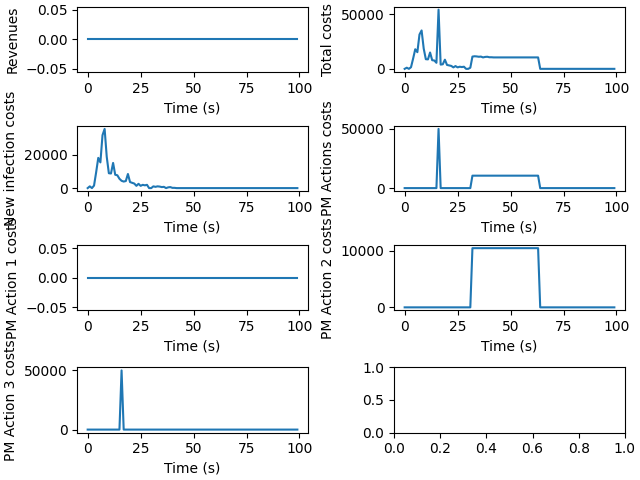 Revenues
0.05
0.00
−0.05
0 25 50 75 100
Time (s)
Total costs
50000
0
0 25 50 75 100
Time (s)
New infection costs
20000
0
0 25 50 75 100
Time (s)
PM Actions costs
50000
0
0 25 50 75 100
Time (s)
PM Action 1 costs
0.05
0.00
−0.05
0 25 50 75 100
Time (s)
PM Action 2 costs
10000
0
0 25 50 75 100
Time (s)
PM Action 3 costs
50000
0
0 25 50 75 100
Time (s)
1.0
0.5
0.0
0.0 0.2 0.4 0.6 0.8 1.0